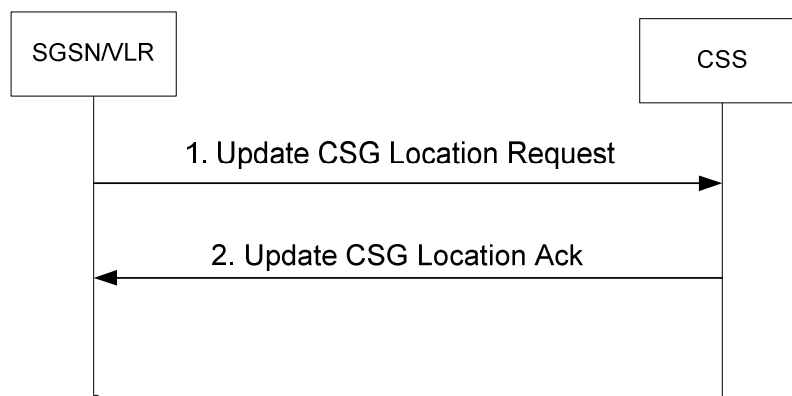 SGSN/VLR
CSS
1. Update CSG Location Request
2. Update CSG Location Ack